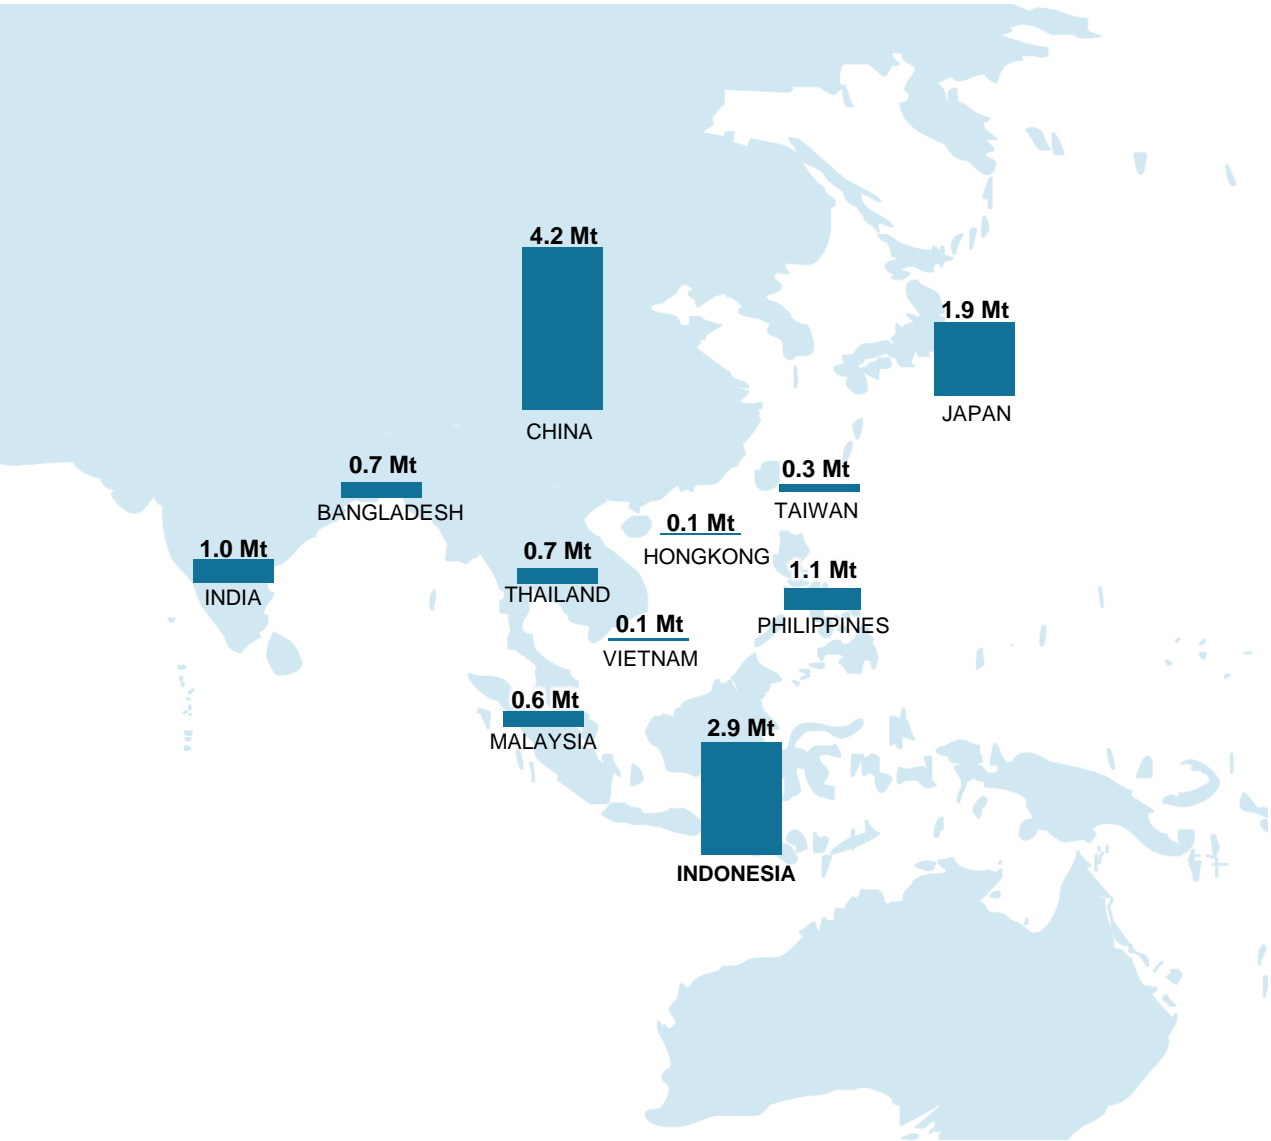 4.2 Mt
CHINA
1.9 Mt
JAPAN
0.7 Mt
BANGLADESH
0.3 Mt
TAIWAN
0.1 Mt
HONGKONG
1.0 Mt
INDIA
0.7 Mt
THAILAND
1.1 Mt
PHILIPPINES
0.1 Mt
VIETNAM
0.6 Mt
MALAYSIA
2.9 Mt
INDONESIA